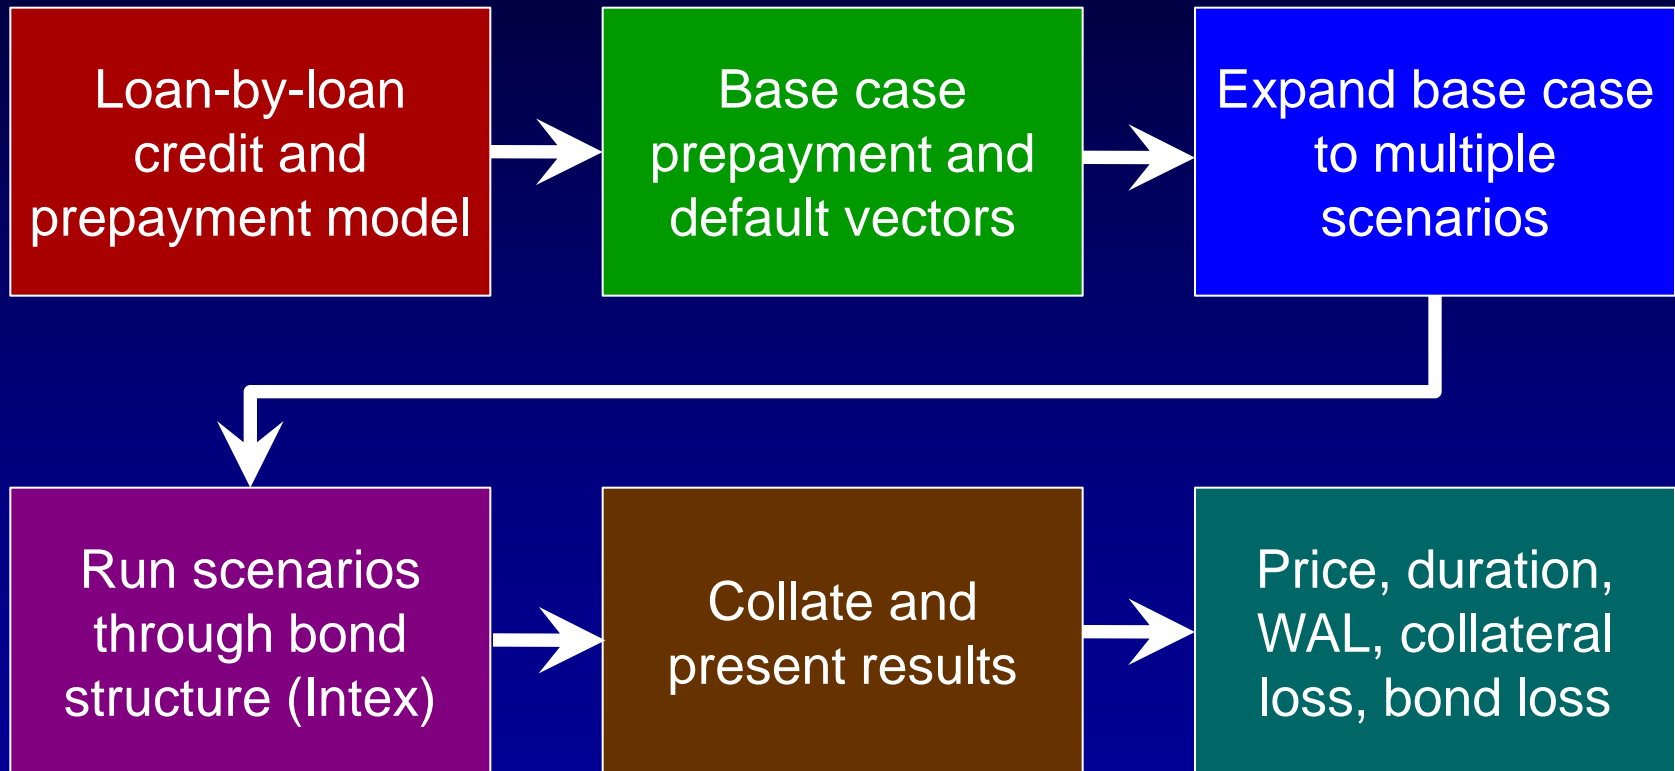 Loan-by-loan
credit and
prepayment model
Base case
prepayment and
default vectors
Expand base case
to multiple
scenarios
Run scenarios
through bond
structure (Intex)
Collate and
present results
Price, duration,
WAL, collateral
loss, bond loss